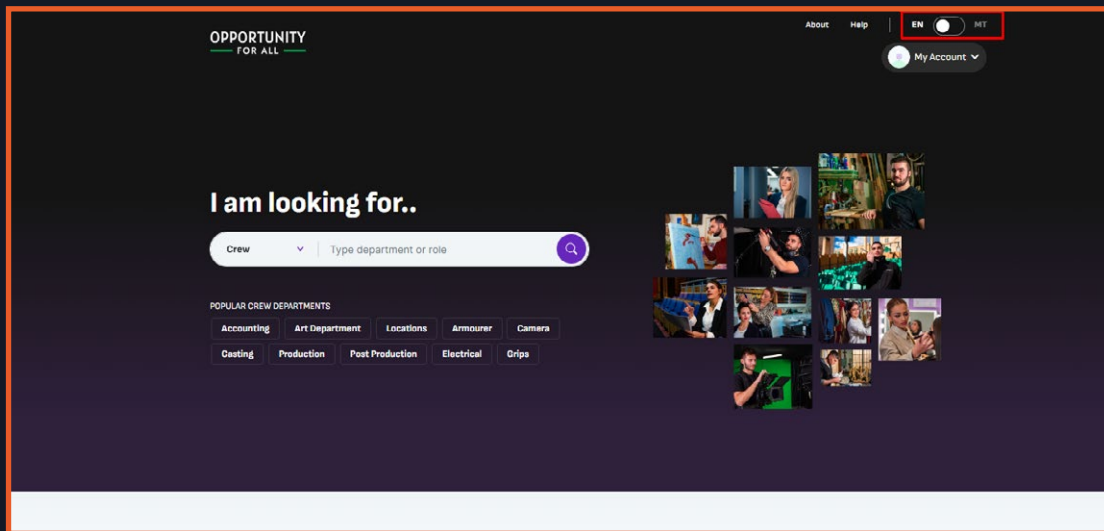 About Help EN MT
OPPORTUNITY
FOR ALL
My Account
I am looking for..
Crew Type department or role
POPULAR CREW DEPARTMENTS
Accounting Art Department Locations Armourer Camera
Casting Production Post Production Electrical Grips